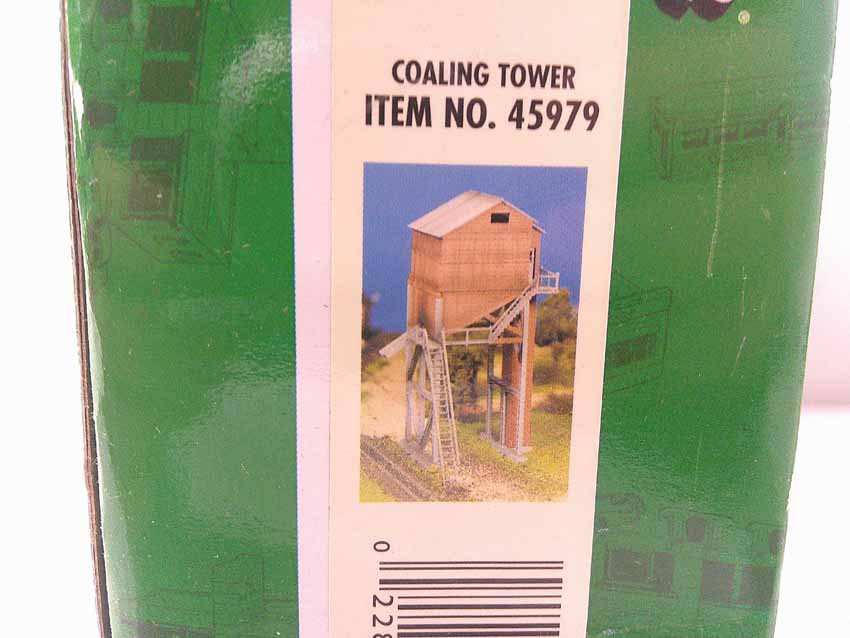 COALING TOWER
ITEM NO. 45979
0
228